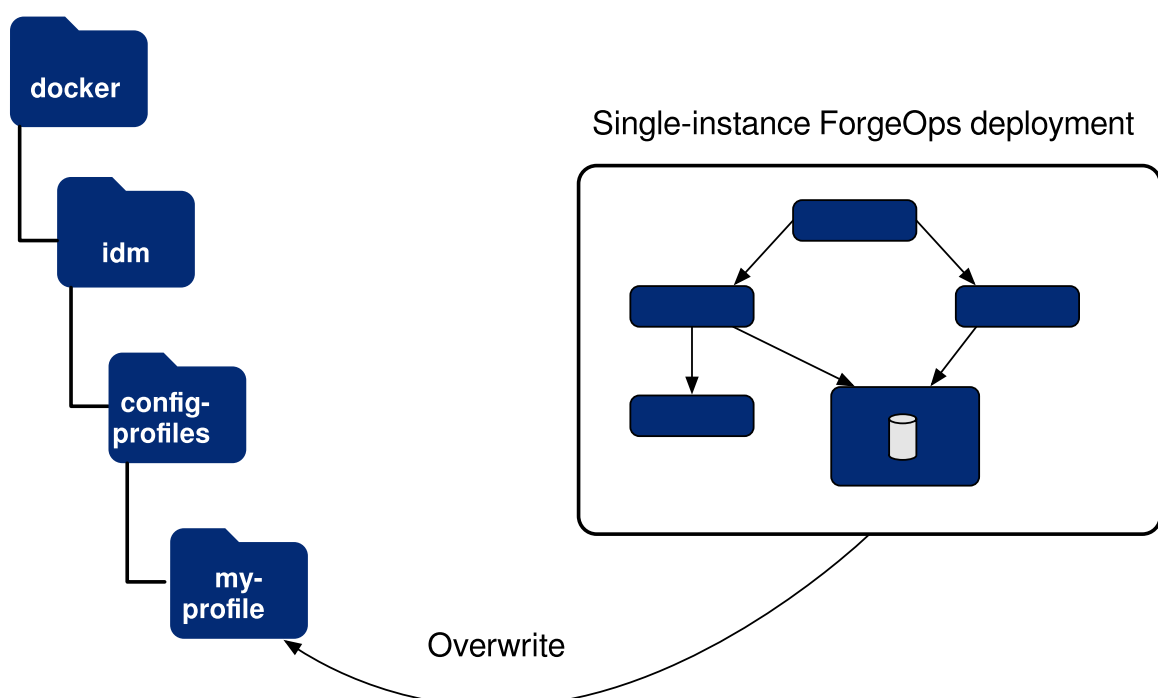 docker
Single-instance ForgeOps deployment
idm
config-
profiles
my-
profile
Overwrite